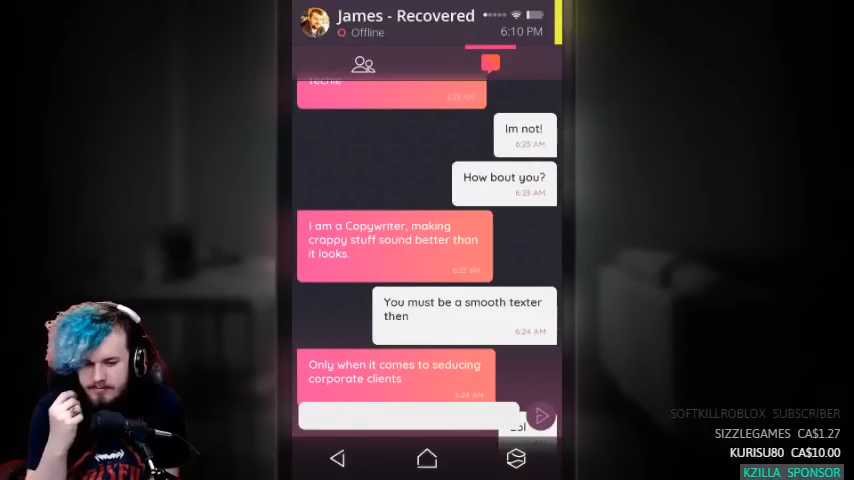 James - Recovered
Offline
6:10 PM
techie
6:23 AM
Im not!
6:23 AM
How bout you?
6:23 AM
I am a Copywriter, making
crappy stuff sound better than
it looks.
6:23 AM
You must be a smooth texter
then
6:24 AM
Only when it comes to seducing
corporate clients
6:24 AM
Lol
SOFTKILLROBLOX SUBSCRIBER
SIZZLEGAMES CA$1.27
KURISU80 CA$10.00
KZILLA SPONSOR